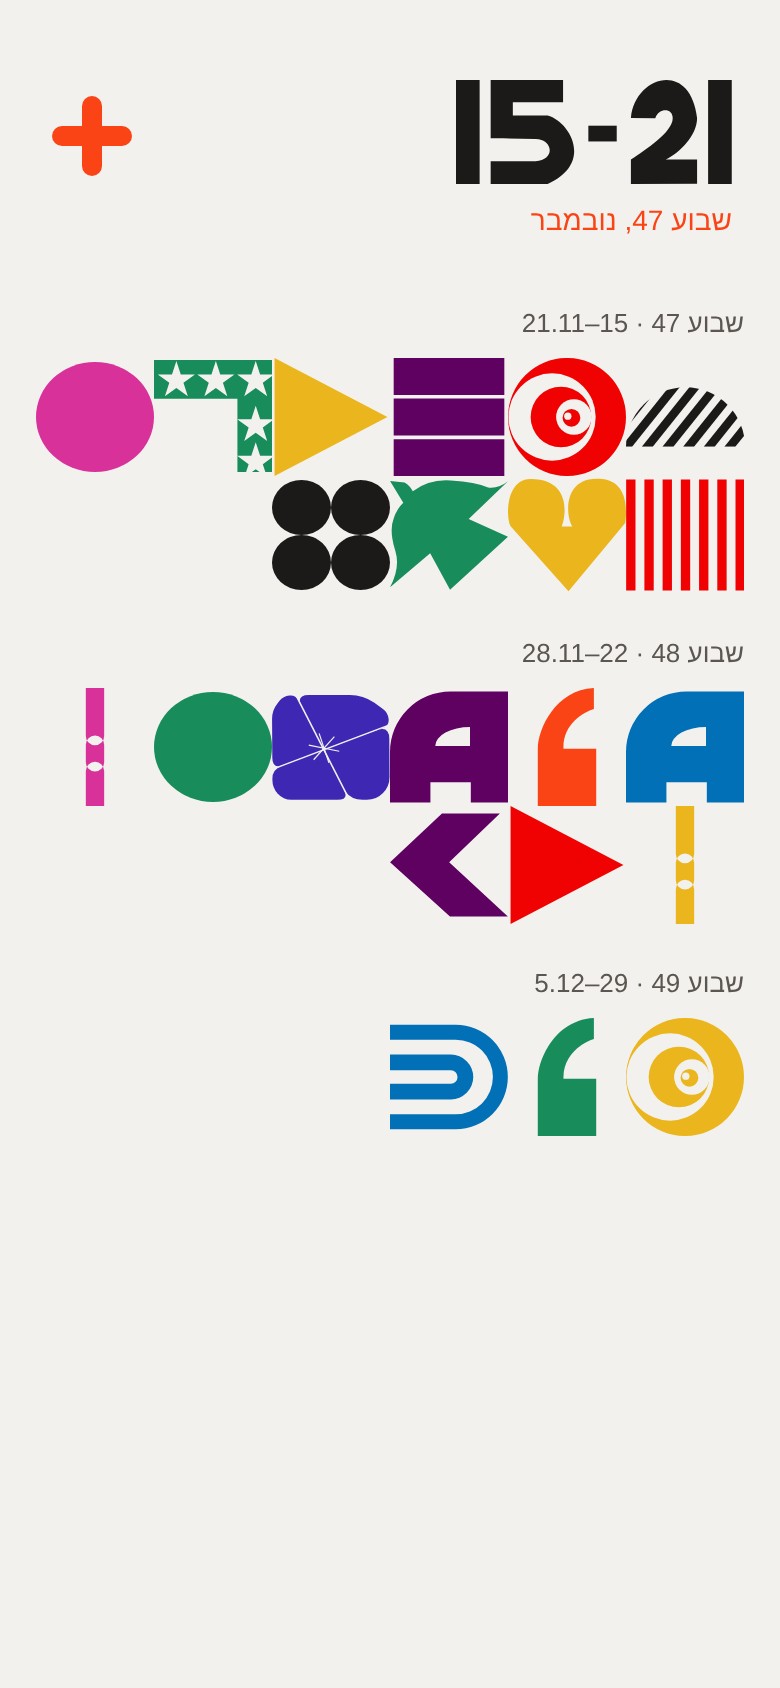 15-21
שבוע 47, נובמבר
שבוע 47 · 15–21.11
שבוע 48 · 22–28.11
שבוע 49 · 29–5.12